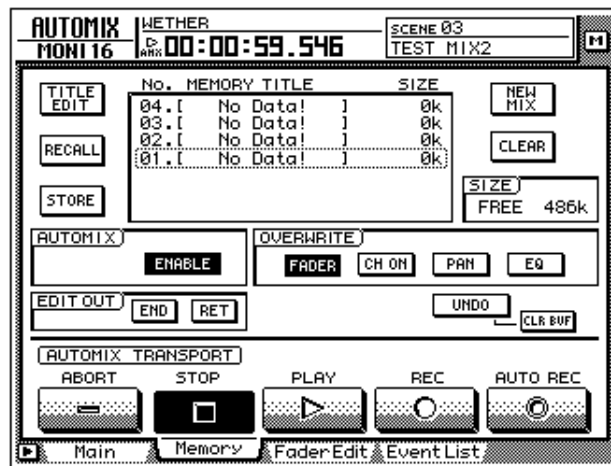 AUTOMIX
MONI 16
WETHER
AMX 00:00:59.546
SCENE 03
TEST MIX2
M
TITLE EDIT
RECALL
STORE
No. MEMORY TITLE SIZE
04.[ No Data! ] 0k
03.[ No Data! ] 0k
02.[ No Data! ] 0k
01.[ No Data! ] 0k
NEW MIX
CLEAR
SIZE
FREE 486k
AUTOMIX
ENABLE
OVERWRITE
FADER CH ON PAN EQ
EDIT OUT
END RET
UNDO
CLR BUF
AUTOMIX TRANSPORT
ABORT STOP PLAY REC AUTO REC
Main Memory Fader Edit Event List